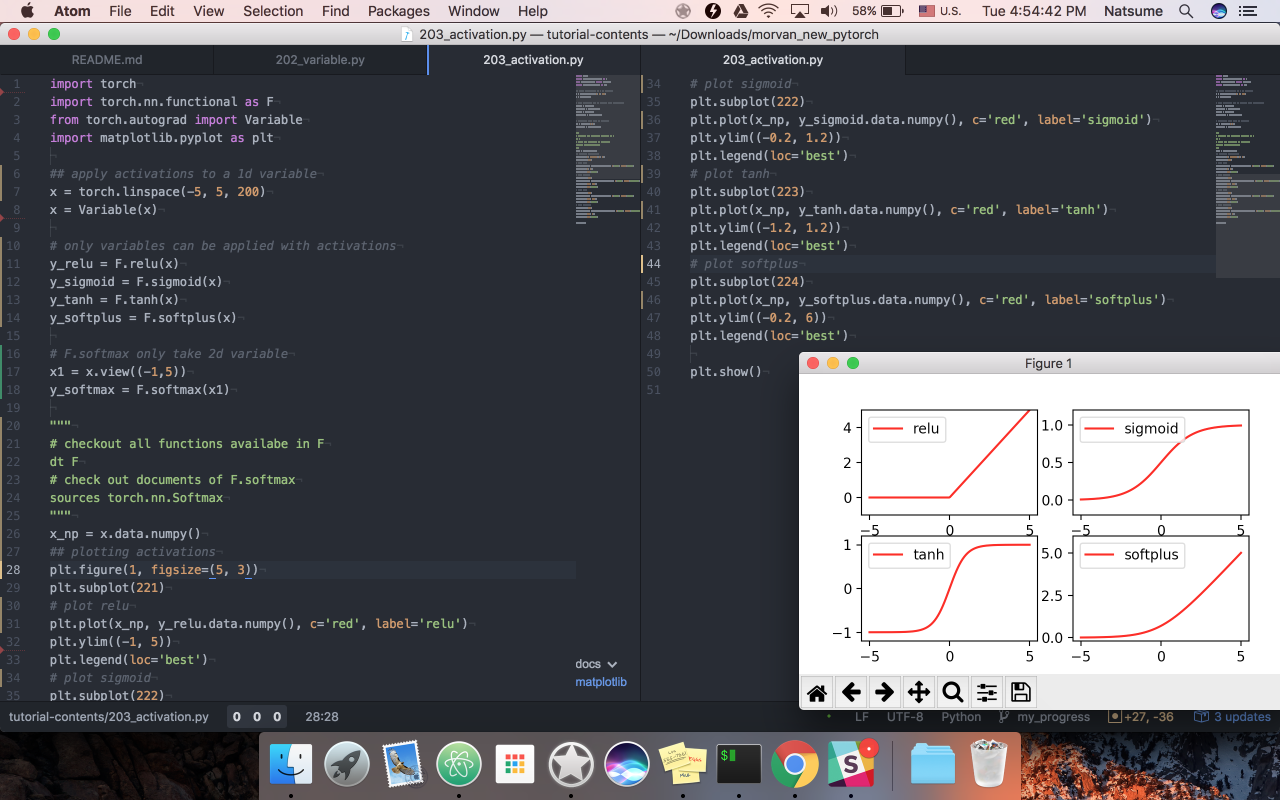 Atom File Edit View Selection Find Packages Window Help 58% U.S. Tue 4:54:42 PM Natsume
203_activation.py — tutorial-contents — ~/Downloads/morvan_new_pytorch
README.md 202_variable.py 203_activation.py 203_activation.py
1 import torch
2 import torch.nn.functional as F
3 from torch.autograd import Variable
4 import matplotlib.pyplot as plt
5
6 ## apply activations to a 1d variable
7 x = torch.linspace(-5, 5, 200)
8 x = Variable(x)
9
10 # only variables can be applied with activations
11 y_relu = F.relu(x)
12 y_sigmoid = F.sigmoid(x)
13 y_tanh = F.tanh(x)
14 y_softplus = F.softplus(x)
15
16 # F.softmax only take 2d variable
17 x1 = x.view((-1,5))
18 y_softmax = F.softmax(x1)
19
20 """
21 # checkout all functions availabe in F
22 dt F
23 # check out documents of F.softmax
24 sources torch.nn.Softmax
25 """
26 x_np = x.data.numpy()
27 ## plotting activations
28 plt.figure(1, figsize=(5, 3))
29 plt.subplot(221)
30 # plot relu
31 plt.plot(x_np, y_relu.data.numpy(), c='red', label='relu')
32 plt.ylim((-1, 5))
33 plt.legend(loc='best')
34 # plot sigmoid
35 plt.subplot(222)
docs
matplotlib
34 # plot sigmoid
35 plt.subplot(222)
36 plt.plot(x_np, y_sigmoid.data.numpy(), c='red', label='sigmoid')
37 plt.ylim((-0.2, 1.2))
38 plt.legend(loc='best')
39 # plot tanh
40 plt.subplot(223)
41 plt.plot(x_np, y_tanh.data.numpy(), c='red', label='tanh')
42 plt.ylim((-1.2, 1.2))
43 plt.legend(loc='best')
44 # plot softplus
45 plt.subplot(224)
46 plt.plot(x_np, y_softplus.data.numpy(), c='red', label='softplus')
47 plt.ylim((-0.2, 6))
48 plt.legend(loc='best')
49
50 plt.show()
51
Figure 1
relu
4
2
0
−5 0 5
sigmoid
1.0
0.5
0.0
−5 0 5
tanh
1
0
−1
−5 0 5
softplus
5.0
2.5
0.0
−5 0 5
tutorial-contents/203_activation.py 0 0 0 28:28 LF UTF-8 Python my_progress +27, -36 3 updates
$
S